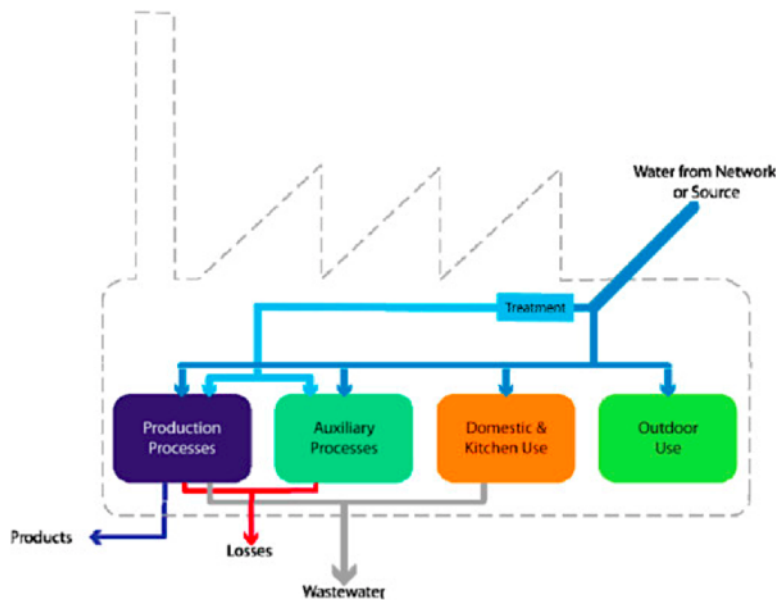 Water from Network
or Source
Treatment
Production
Processes
Auxiliary
Processes
Domestic &
Kitchen Use
Outdoor
Use
Products
Losses
Wastewater